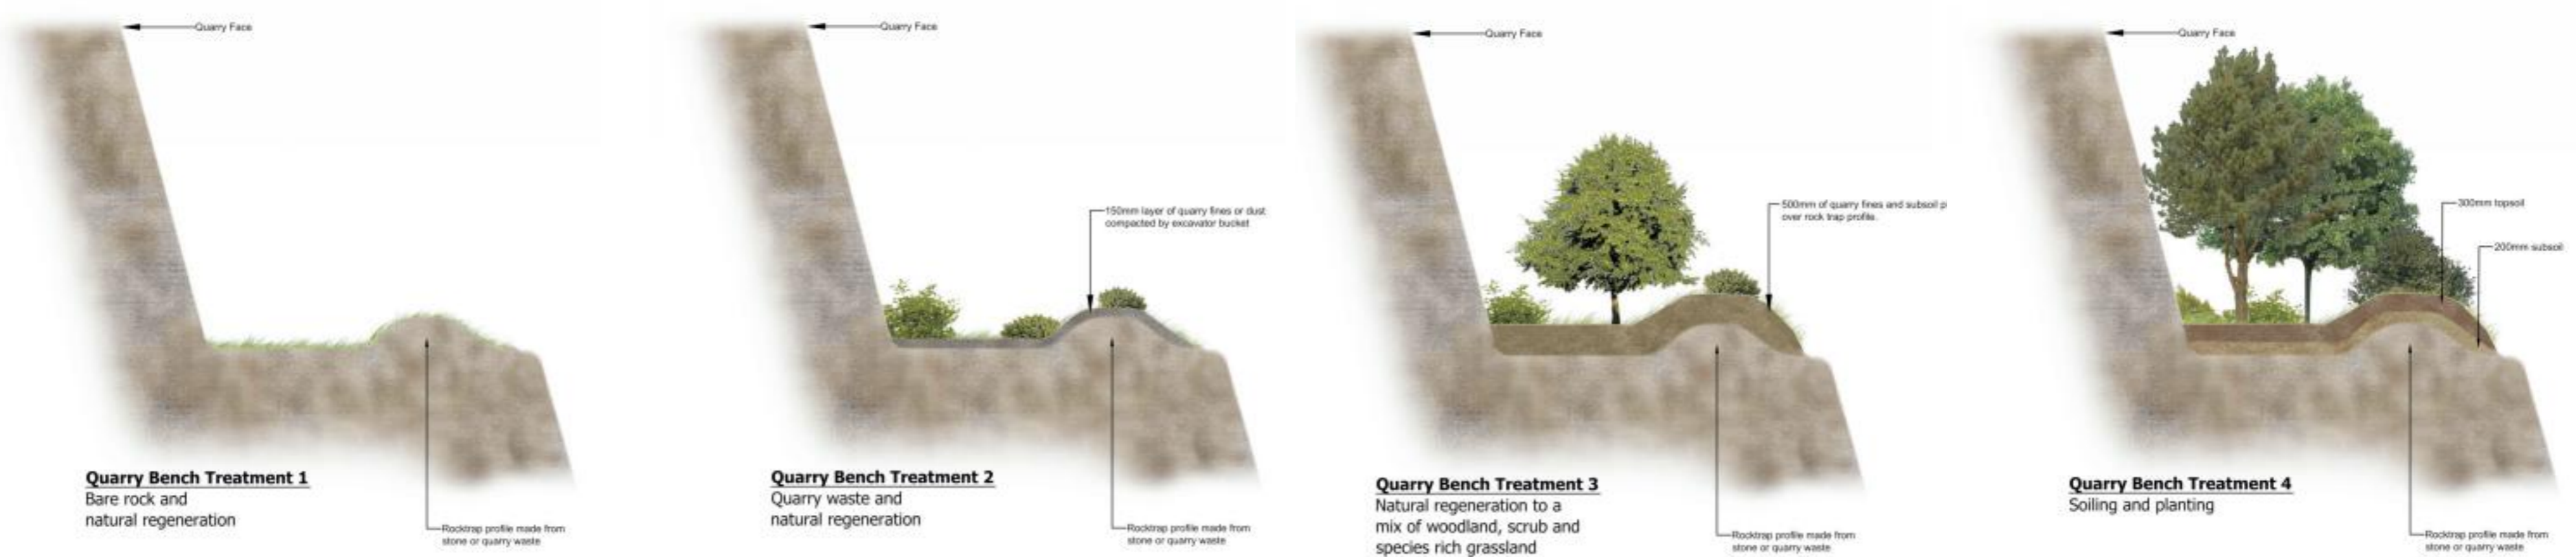 Quarry Face
Quarry Bench Treatment 1
Bare rock and
natural regeneration
Rocktrap profile made from
stone or quarry waste
Quarry Face
150mm layer of quarry fines or dust
compacted by excavator bucket
Quarry Bench Treatment 2
Quarry waste and
natural regeneration
Rocktrap profile made from
stone or quarry waste
Quarry Face
500mm of quarry fines and subsoil p
over rock trap profile.
Quarry Bench Treatment 3
Natural regeneration to a
mix of woodland, scrub and
species rich grassland
Rocktrap profile made from
stone or quarry waste
Quarry Face
300mm topsoil
200mm subsoil
Quarry Bench Treatment 4
Soiling and planting
Rocktrap profile made from
stone or quarry waste